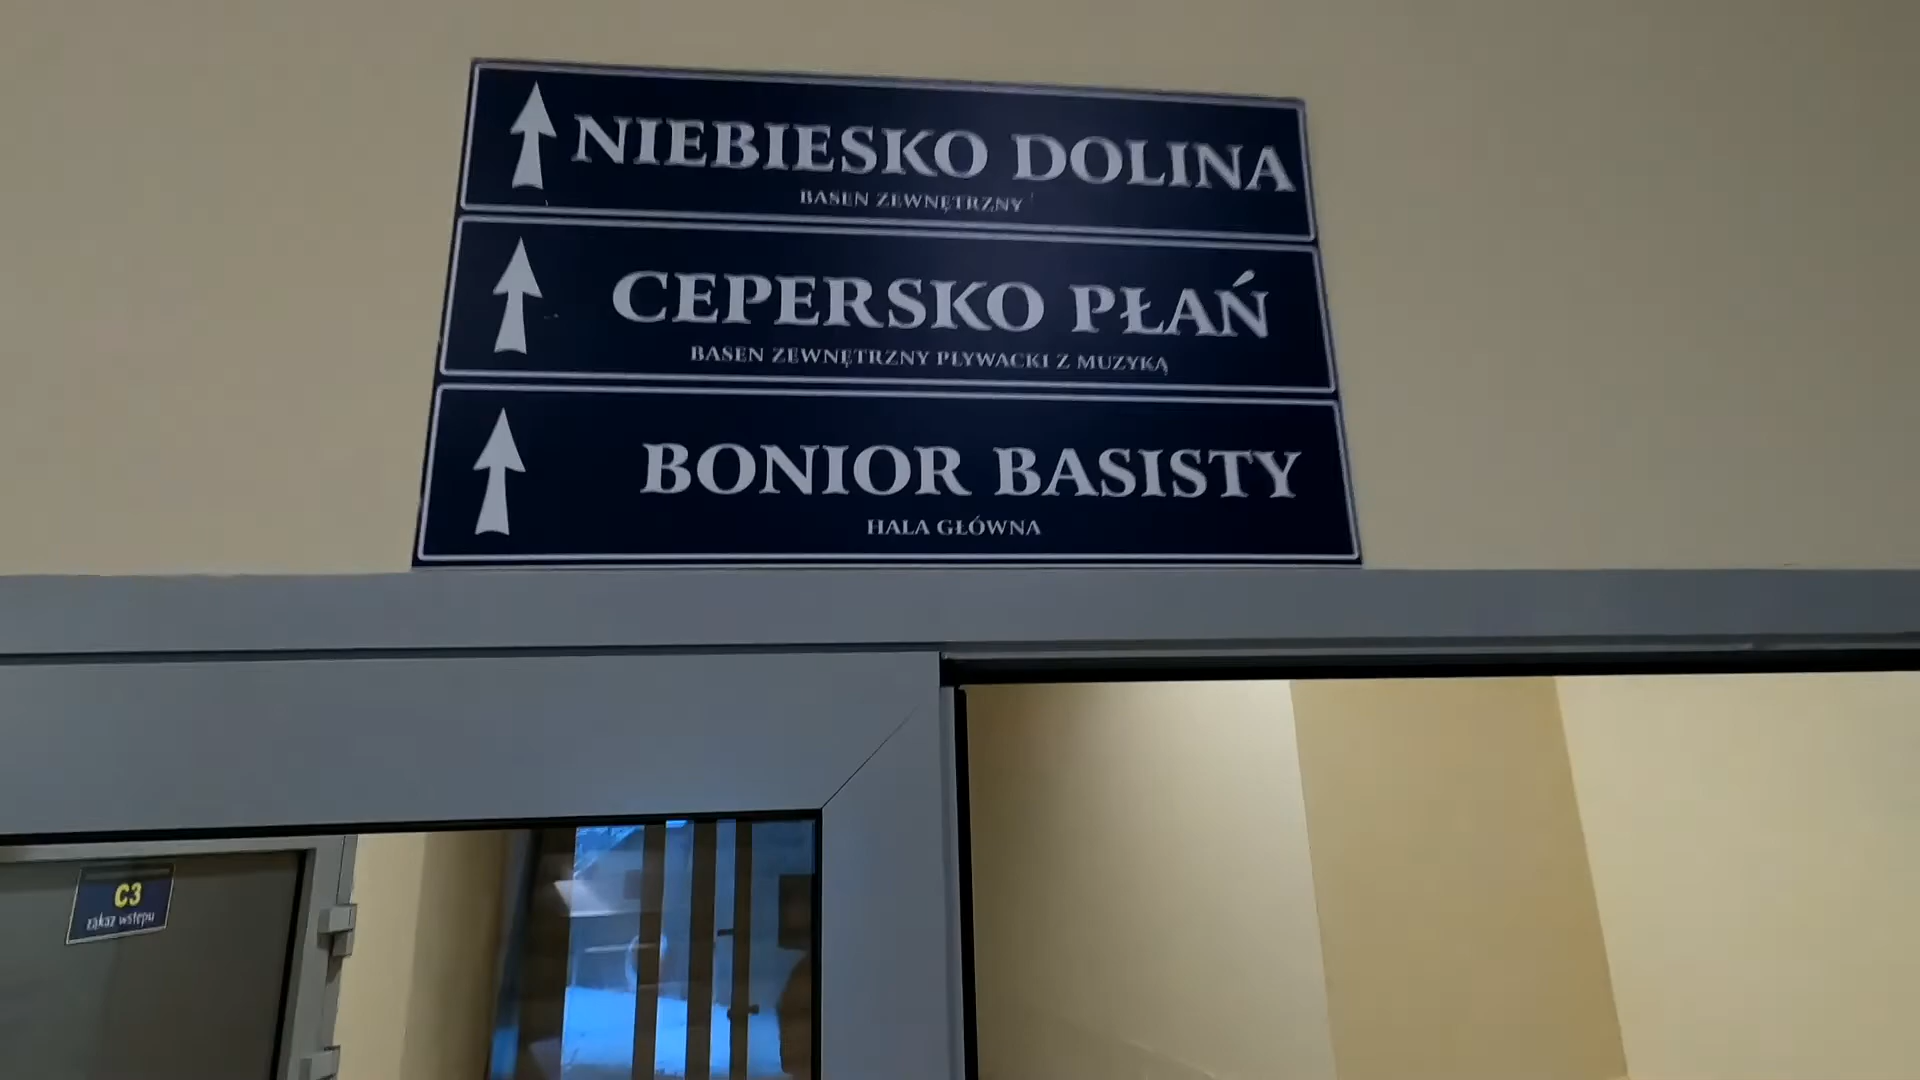 NIEBIESKO DOLINA
BASEN ZEWNĘTRZNY
CEPERSKO PŁAŃ
BASEN ZEWNĘTRZNY PŁYWACKI Z MUZYKĄ
BONIOR BASISTY
HALA GŁÓWNA
C3
zakaz wstępu